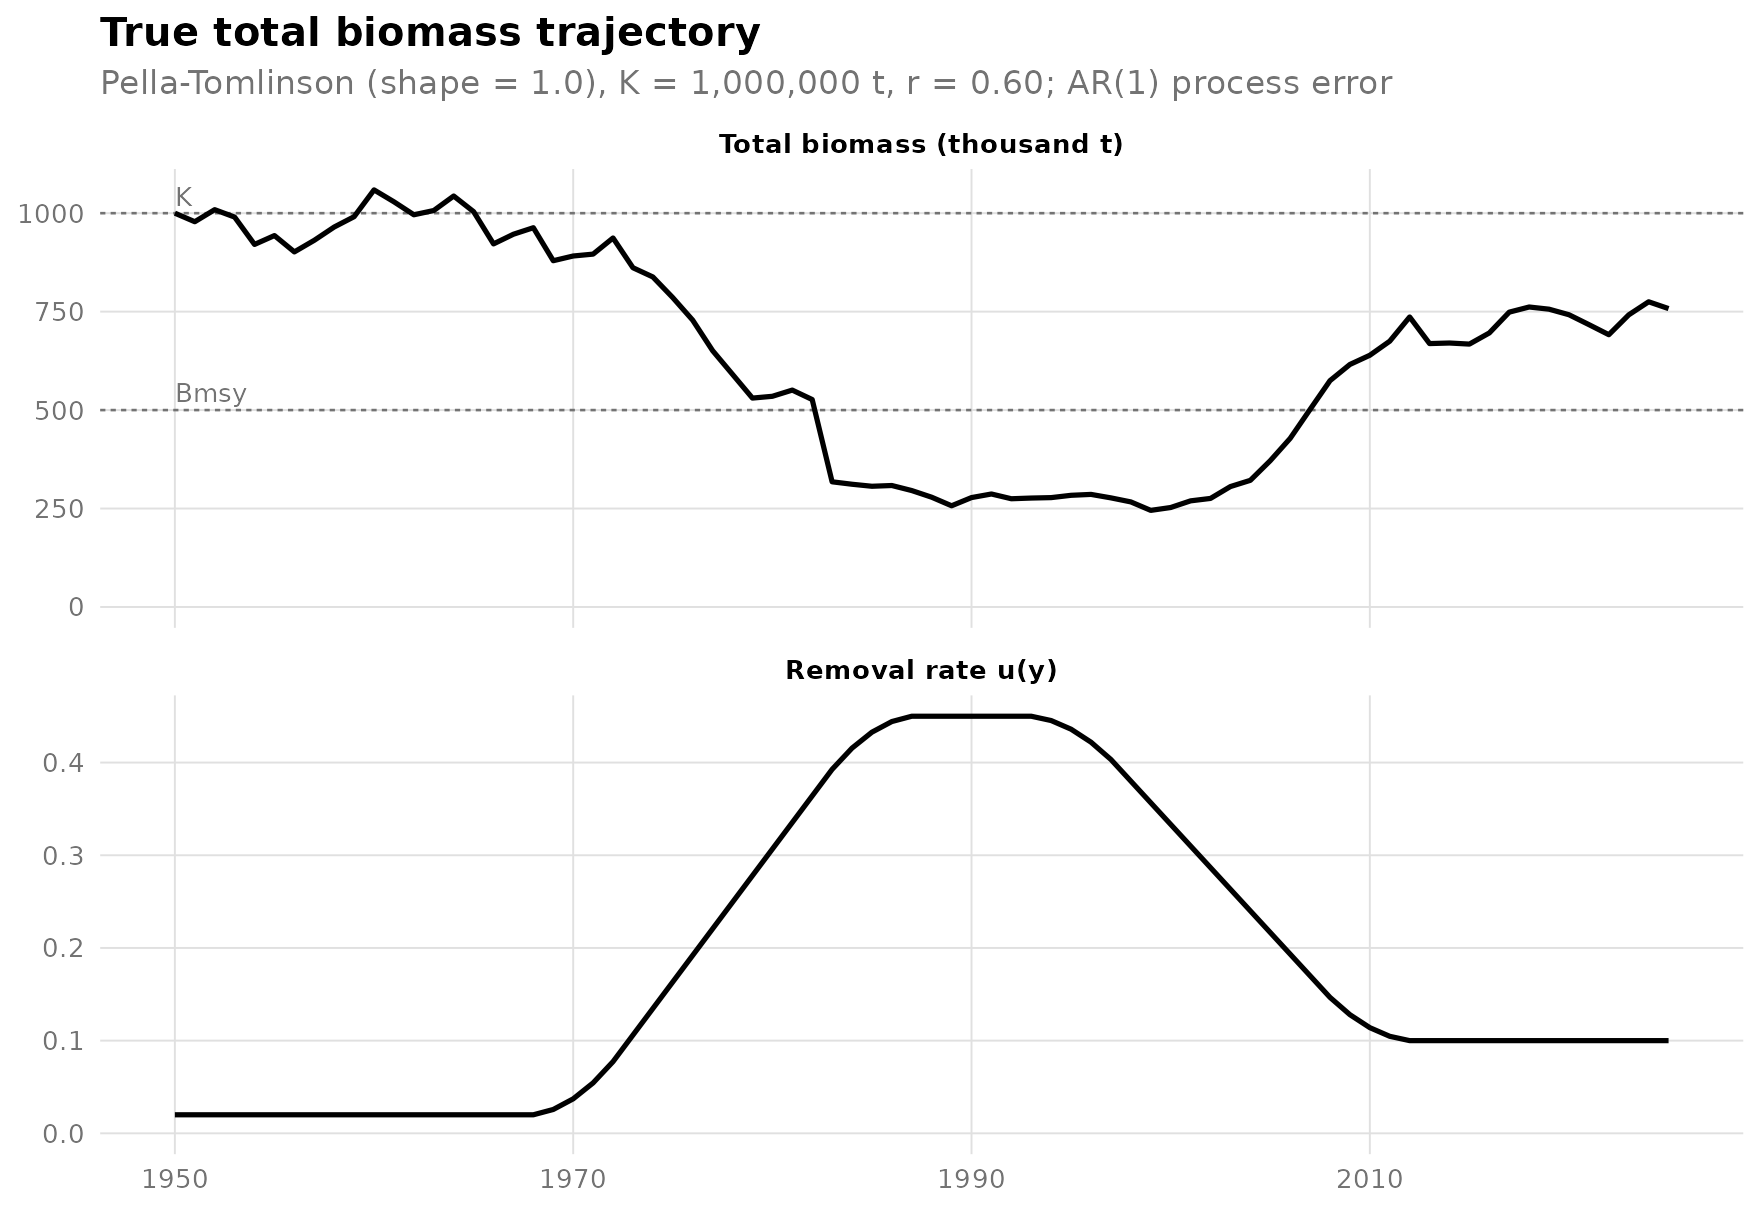 True total biomass trajectory
Pella-Tomlinson (shape = 1.0), K = 1,000,000 t, r = 0.60; AR(1) process error
Total biomass (thousand t)
K
1000
750
Bmsy
500
250
0
Removal rate u(y)
0.4
0.3
0.2
0.1
0.0
1950 1970 1990 2010